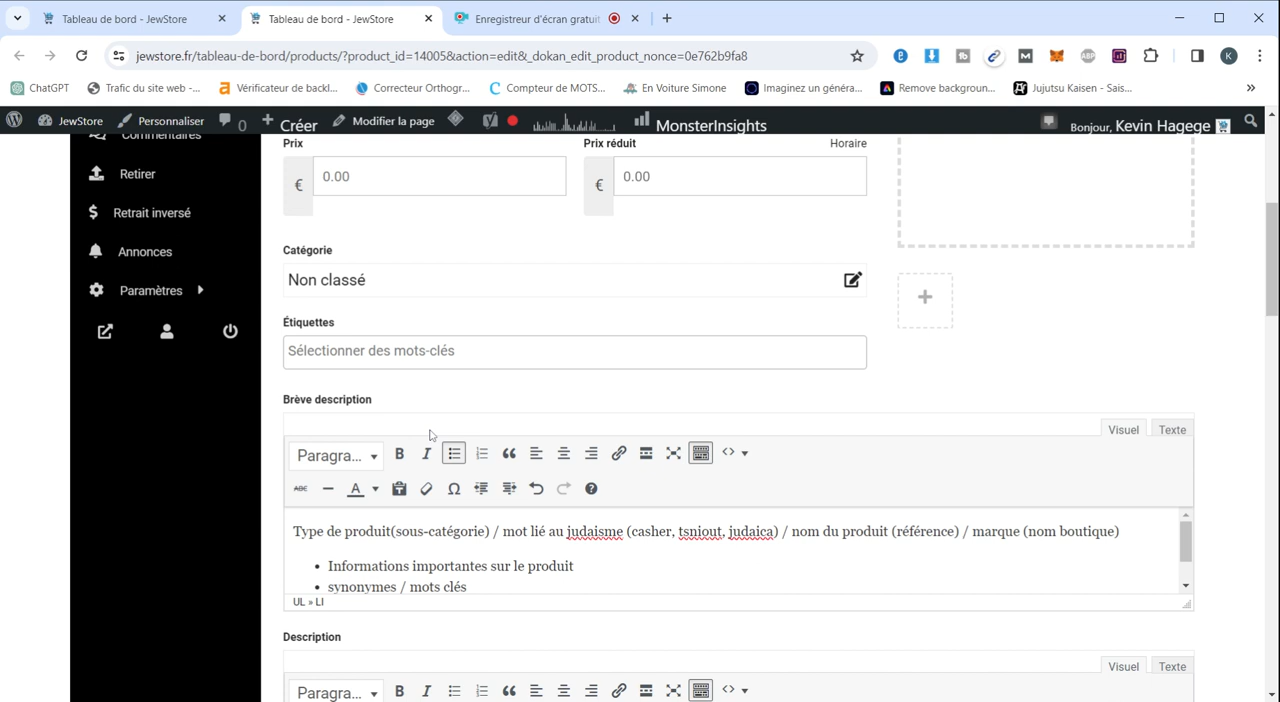 Tableau de bord - JewStore
Tableau de bord - JewStore
Enregistreur d'écran gratuit
jewstore.fr/tableau-de-bord/products/?product_id=14005&action=edit&_dokan_edit_product_nonce=0e762b9fa8
ChatGPT
Trafic du site web*-...
Vérificateur de backl...
Correcteur Orthogr...
Compteur de MOTS...
En Voiture Simone
Imaginez un généra...
Remove backgroun...
Jujutsu Kaisen - Sais...
JewStore
Personnaliser
0
Créer
Modifier la page
MonsterInsights
Bonjour, Kevin Hagege
Commentaires
Retirer
Retrait inversé
Annonces
Paramètres
Prix
Prix réduit
Horaire
€ 0.00
€ 0.00
Catégorie
Non classé
Étiquettes
Sélectionner des mots-clés
Brève description
Visuel
Texte
Paragra...
Type de produit(sous-catégorie) / mot lié au judaisme (casher, tsniout, judaica) / nom du produit (référence) / marque (nom boutique)
• Informations importantes sur le produit
• synonymes / mots clés
UL » LI
Description
Visuel
Texte
Paragra...